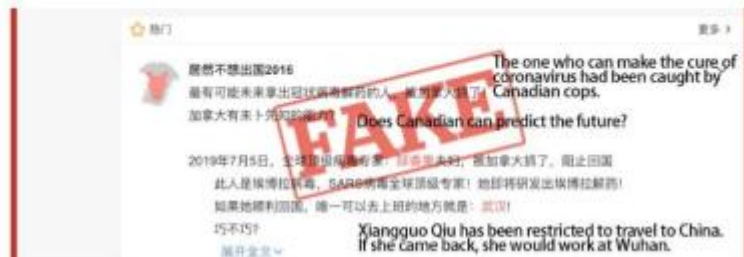 热门
更多 ›
居然不想出国2016
最有可能未来拿出冠状病毒解药的人，被加拿大搞了！
加拿大有未卜先知的能力？
The one who can make the cure of
coronavirus had been caught by
Canadian cops.
FAKE
Does Canadian can predict the future?
2019年7月5日，全球顶级病毒专家，夫妇，被加拿大搞了，阻止回国
此人是埃博拉病毒，SARS病毒全球顶级专家！她即将研发出埃博拉解药！
如果她顺利回国，唯一可以去上班的地方就是：武汉！
巧不巧？
展开全文
Xiangguo Qiu has been restricted to travel to China.
If she came back, she would work at Wuhan.